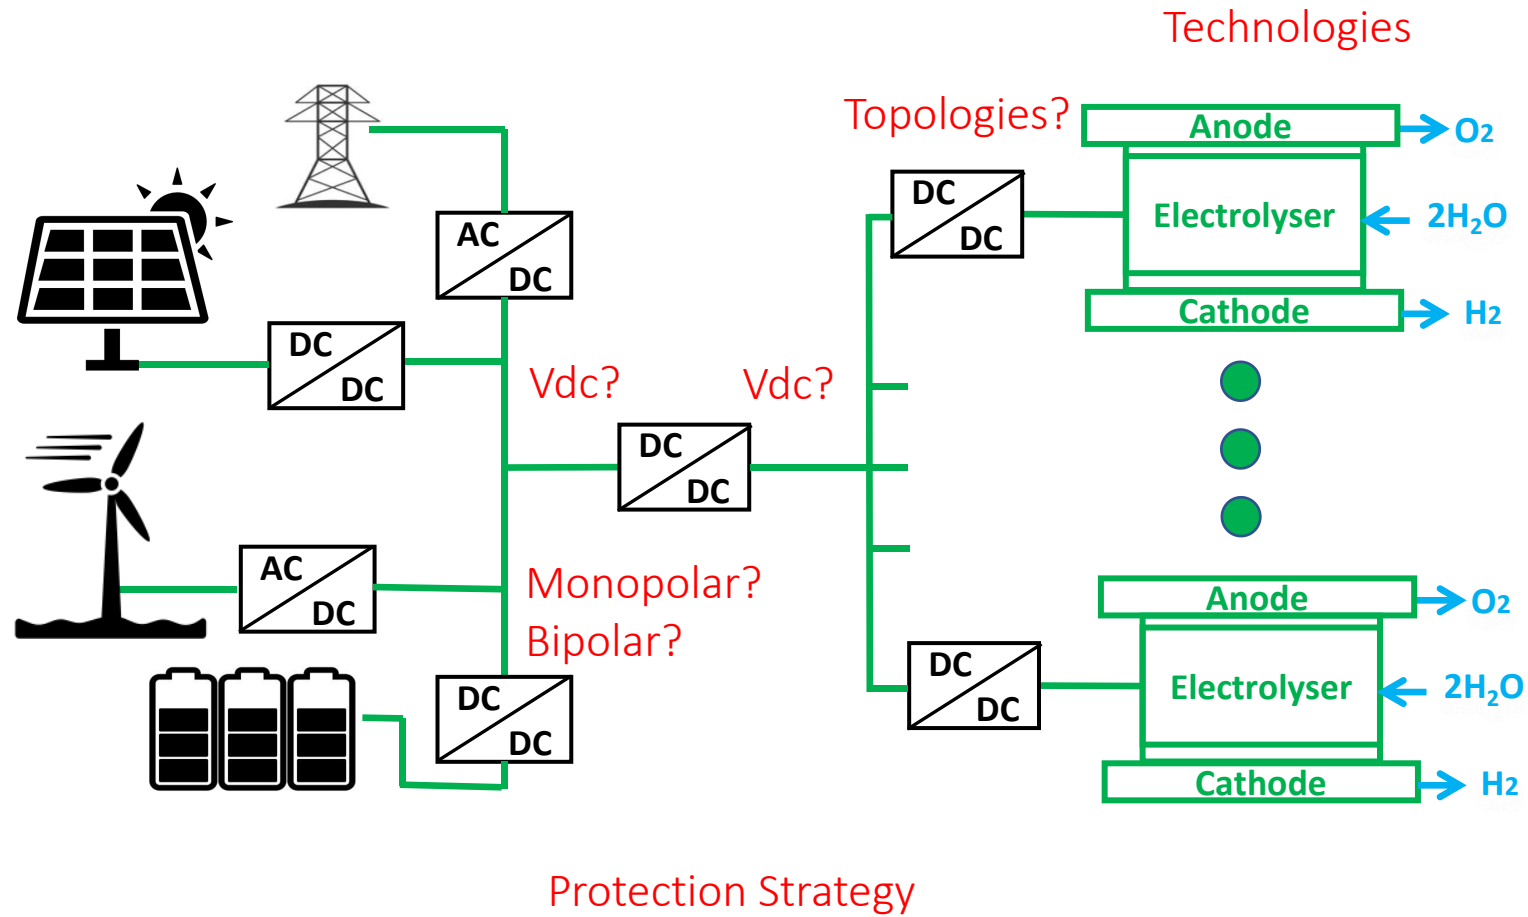 Technologies
Topologies?
Anode
O2
DC
DC
Electrolyser
2H₂O
AC
DC
Cathode
H2
DC
DC
Vdc?
Vdc?
DC
DC
AC
DC
Monopolar?
Bipolar?
Anode
O2
DC
DC
Electrolyser
2H₂O
DC
DC
Cathode
H2
Protection Strategy